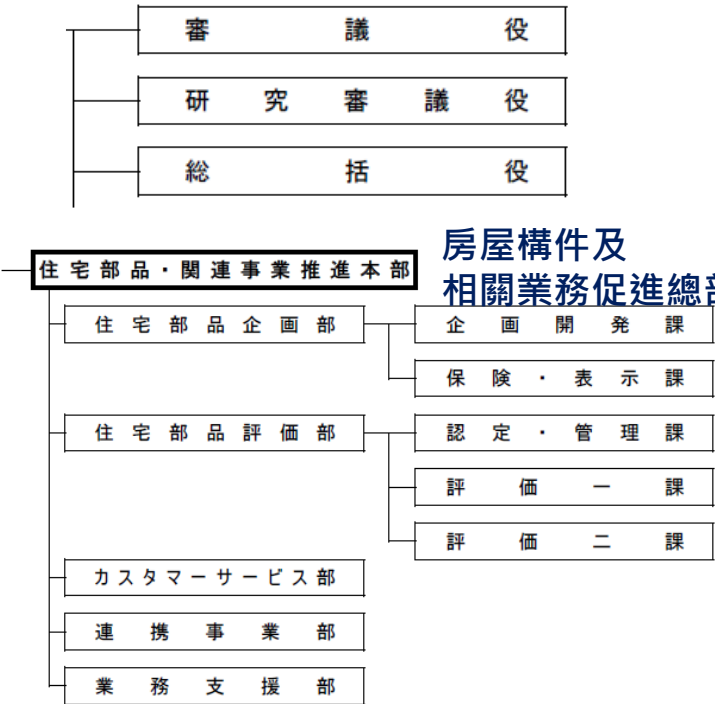 審議役
研究審議役
総括役
房屋構件及
相關業務促進總部
住宅部品・関連事業推進本部
住宅部品企画部
企画開発課
保険・表示課
住宅部品評価部
認定・管理課
評価一課
評価二課
カスタマーサービス部
連携事業部
業務支援部